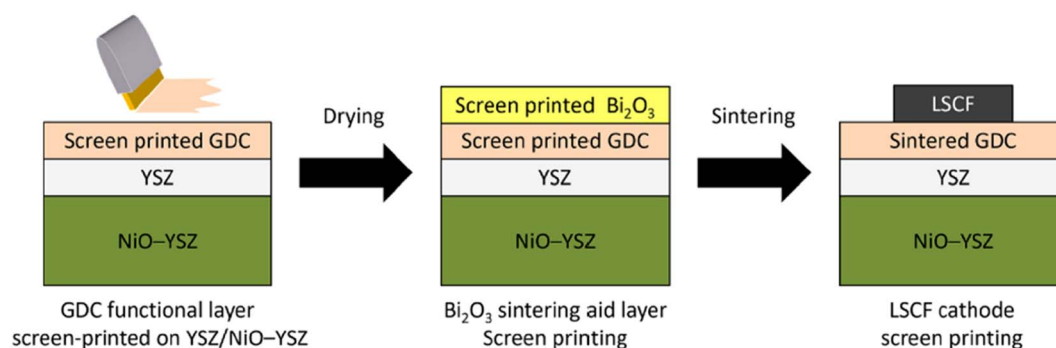 Screen printed GDC
YSZ
NiO–YSZ
GDC functional layer
screen-printed on YSZ/NiO–YSZ
Drying
Screen printed Bi₂O₃
Screen printed GDC
YSZ
NiO–YSZ
Bi₂O₃ sintering aid layer
Screen printing
Sintering
LSCF
Sintered GDC
YSZ
NiO–YSZ
LSCF cathode
screen printing